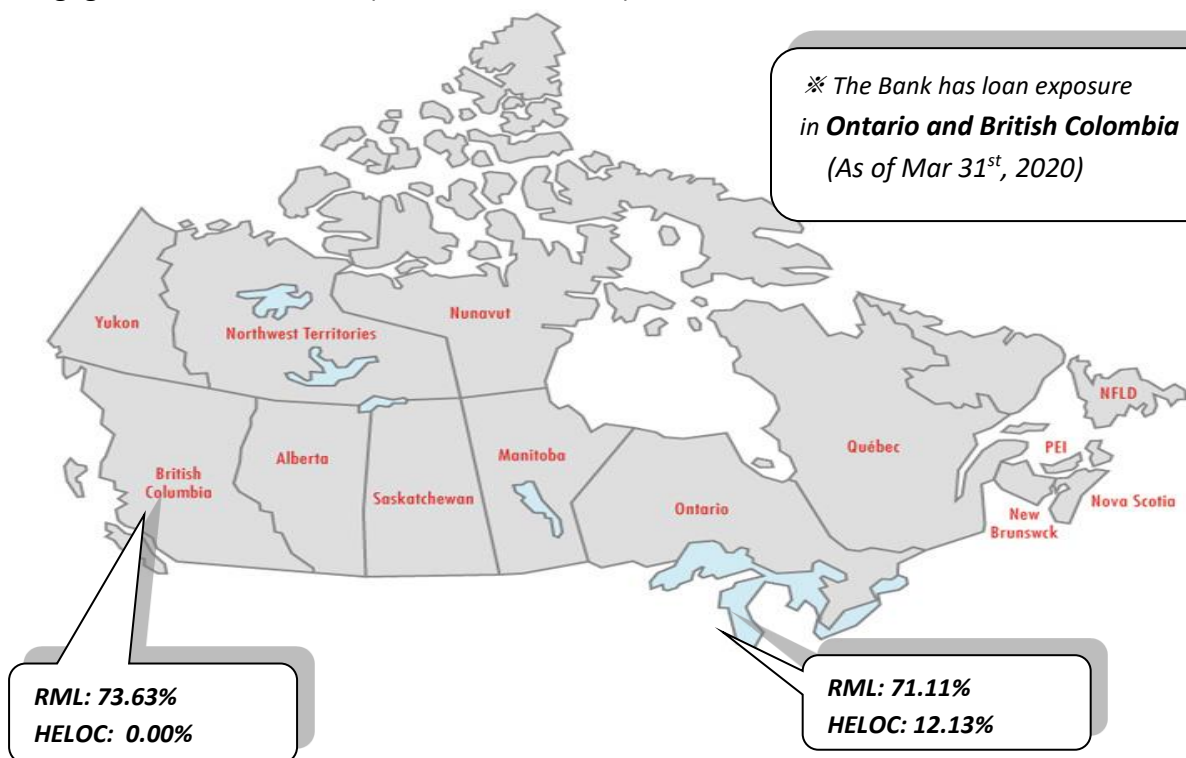 ※ The Bank has loan exposure
in Ontario and British Colombia
(As of Mar 31st, 2020)
Yukon
Northwest Territories
Nunavut
NFLD
British
Columbia
Alberta
Saskatchewan
Manitoba
Ontario
Québec
PEI
New
Brunswck
Nova Scotia
RML: 73.63%
HELOC: 0.00%
RML: 71.11%
HELOC: 12.13%